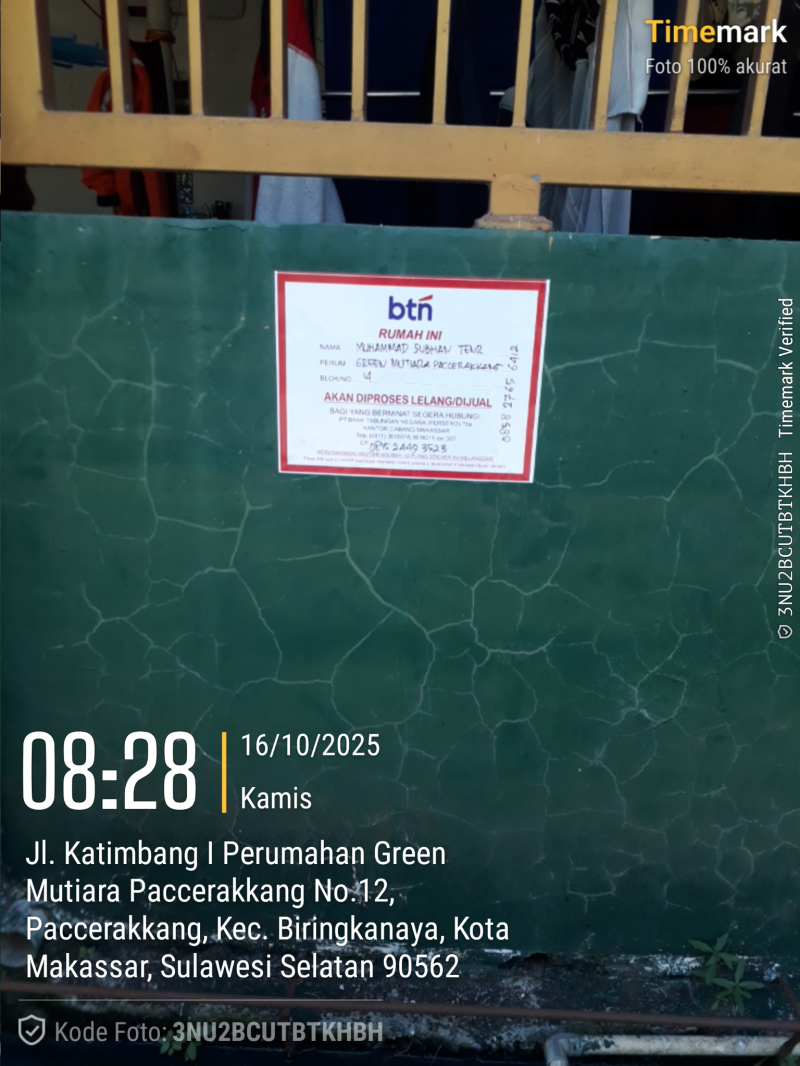 Timemark
Foto 100% akurat
btn
RUMAH INI
NAMA MUHAMMAD SUBHAN TENR
PERUM GREEN MUTIARA PACCERAKKANG
BLOK/NO 4
0858 2765 6412
AKAN DIPROSES LELANG/DIJUAL
BAGI YANG BERMINAT SEGERA HUBUNGI
PT BANK TABUNGAN NEGARA (PERSERO) Tbk
KANTOR CABANG MAKASSAR
3NU2BCUTBTKHBH Timemark Verified
08:28
16/10/2025
Kamis
Jl. Katimbang I Perumahan Green
Mutiara Paccerakkang No.12,
Paccerakkang, Kec. Biringkanaya, Kota
Makassar, Sulawesi Selatan 90562
Kode Foto: 3NU2BCUTBTKHBH